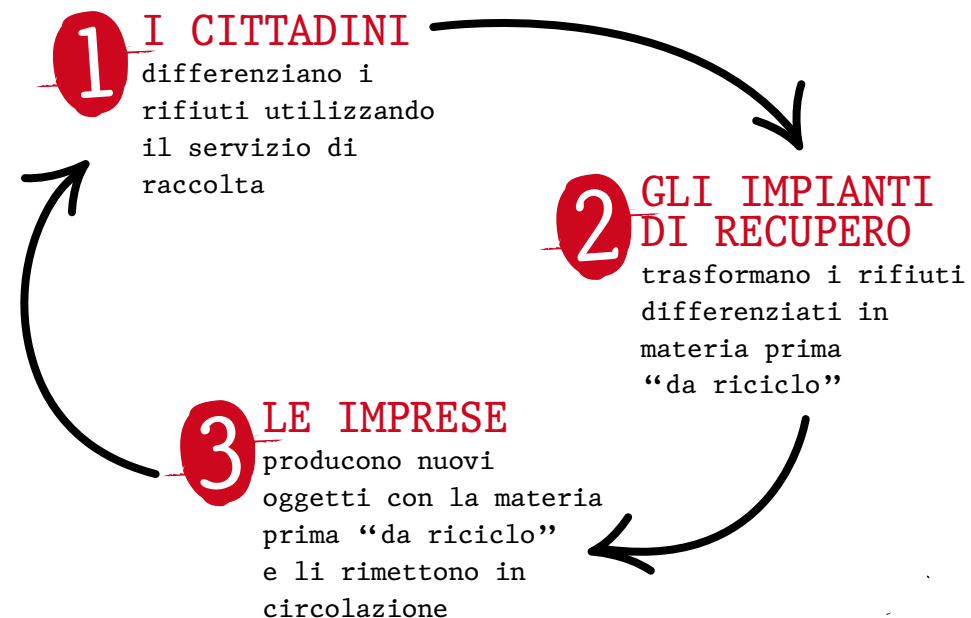 1
I CITTADINI
differenziano i
rifiuti utilizzando
il servizio di
raccolta
2
GLI IMPIANTI
DI RECUPERO
trasformano i rifiuti
differenziati in
materia prima
“da riciclo”
3
LE IMPRESE
producono nuovi
oggetti con la materia
prima “da riciclo”
e li rimettono in
circolazione